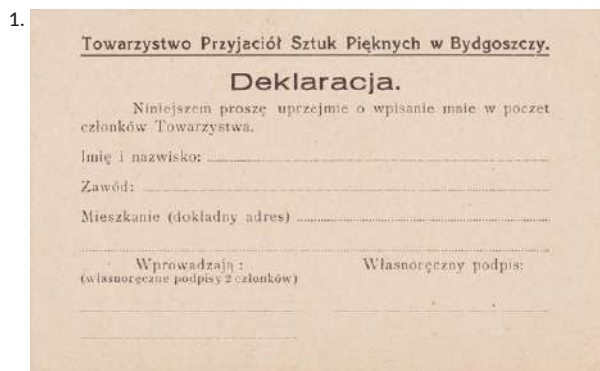 1.
Towarzystwo Przyjaciół Sztuk Pięknych w Bydgoszczy.
Deklaracja.
Niniejszem proszę uprzejmie o wpisanie mnie w poczet
członków Towarzystwa.
Imię i nazwisko:
Zawód:
Mieszkanie (dokładny adres)
Wprowadzają : Własnoręczny podpis:
(własnoręczne podpisy 2 członków)